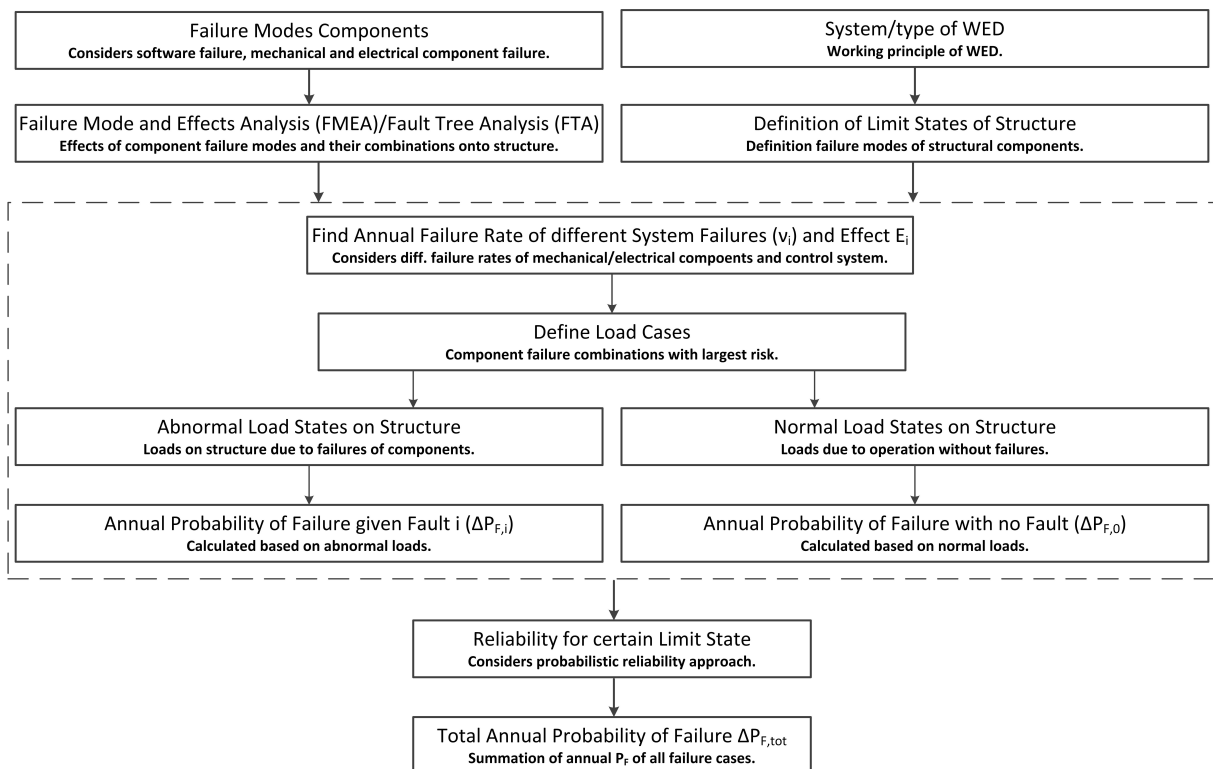 Failure Modes Components
Considers software failure, mechanical and electrical component failure.
System/type of WED
Working principle of WED.
Failure Mode and Effects Analysis (FMEA)/Fault Tree Analysis (FTA)
Effects of component failure modes and their combinations onto structure.
Definition of Limit States of Structure
Definition failure modes of structural components.
Find Annual Failure Rate of different System Failures (νᵢ) and Effect Eᵢ
Considers diff. failure rates of mechanical/electrical compoents and control system.
Define Load Cases
Component failure combinations with largest risk.
Abnormal Load States on Structure
Loads on structure due to failures of components.
Normal Load States on Structure
Loads due to operation without failures.
Annual Probability of Failure given Fault i (ΔP_F,i)
Calculated based on abnormal loads.
Annual Probability of Failure with no Fault (ΔP_F,0)
Calculated based on normal loads.
Reliability for certain Limit State
Considers probabilistic reliability approach.
Total Annual Probability of Failure ΔP_F,tot
Summation of annual P_F of all failure cases.